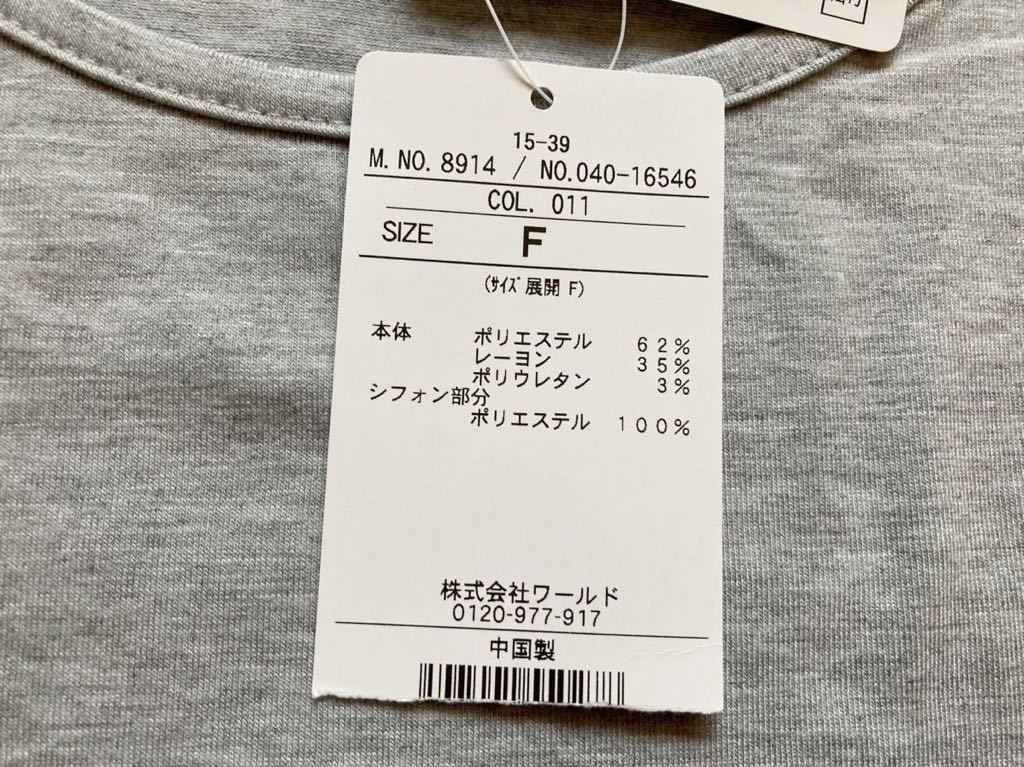 15-39
M. NO. 8914 / NO.040-16546
COL. 011
SIZE F
(ｻｲｽﾞ展開 F)
本体 ポリエステル 62%
レーヨン 35%
ポリウレタン 3%
シフォン部分
ポリエステル 100%
株式会社ワールド
0120-977-917
中国製